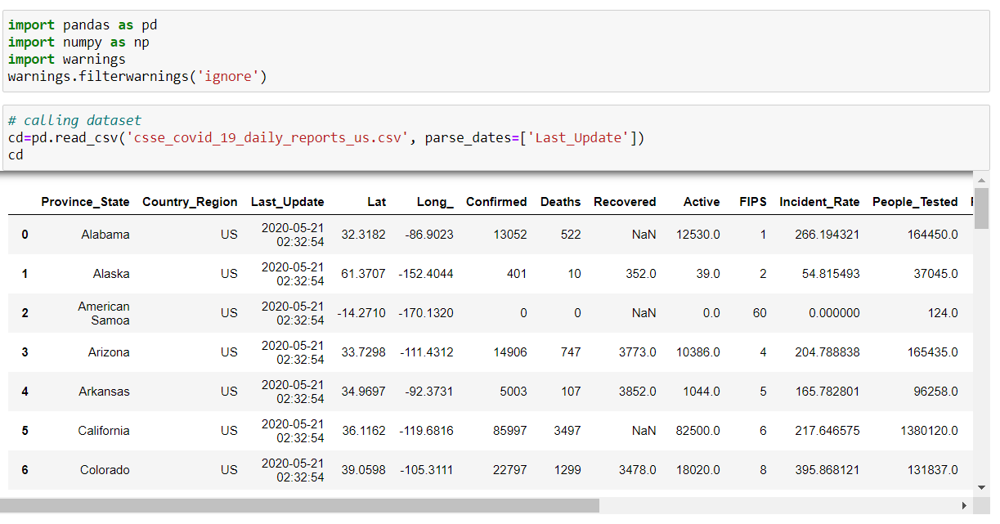 import pandas as pd
import numpy as np
import warnings
warnings.filterwarnings('ignore')
# calling dataset
cd=pd.read_csv('csse_covid_19_daily_reports_us.csv', parse_dates=['Last_Update'])
cd
Province_State Country_Region Last_Update Lat Long_ Confirmed Deaths Recovered Active FIPS Incident_Rate People_Tested
0 Alabama US 2020-05-21 02:32:54 32.3182 -86.9023 13052 522 NaN 12530.0 1 266.194321 164450.0
1 Alaska US 2020-05-21 02:32:54 61.3707 -152.4044 401 10 352.0 39.0 2 54.815493 37045.0
2 American Samoa US 2020-05-21 02:32:54 -14.2710 -170.1320 0 0 NaN 0.0 60 0.000000 124.0
3 Arizona US 2020-05-21 02:32:54 33.7298 -111.4312 14906 747 3773.0 10386.0 4 204.788838 165435.0
4 Arkansas US 2020-05-21 02:32:54 34.9697 -92.3731 5003 107 3852.0 1044.0 5 165.782801 96258.0
5 California US 2020-05-21 02:32:54 36.1162 -119.6816 85997 3497 NaN 82500.0 6 217.646575 1380120.0
6 Colorado US 2020-05-21 02:32:54 39.0598 -105.3111 22797 1299 3478.0 18020.0 8 395.868121 131837.0